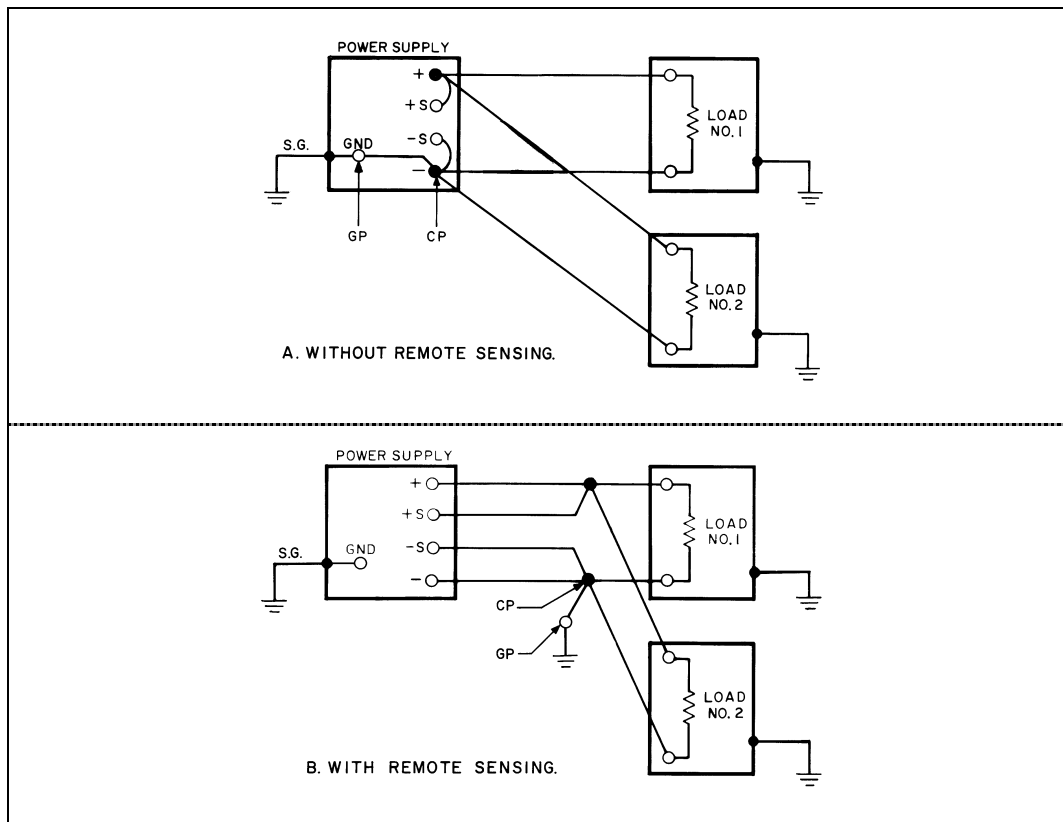 POWER SUPPLY
+
+S
-S
GND
S.G.
-
GP
CP
LOAD
NO.1
LOAD
NO.2
A. WITHOUT REMOTE SENSING.
POWER SUPPLY
+
+S
-S
GND
S.G.
-
CP
GP
LOAD
NO.1
LOAD
NO.2
B. WITH REMOTE SENSING.